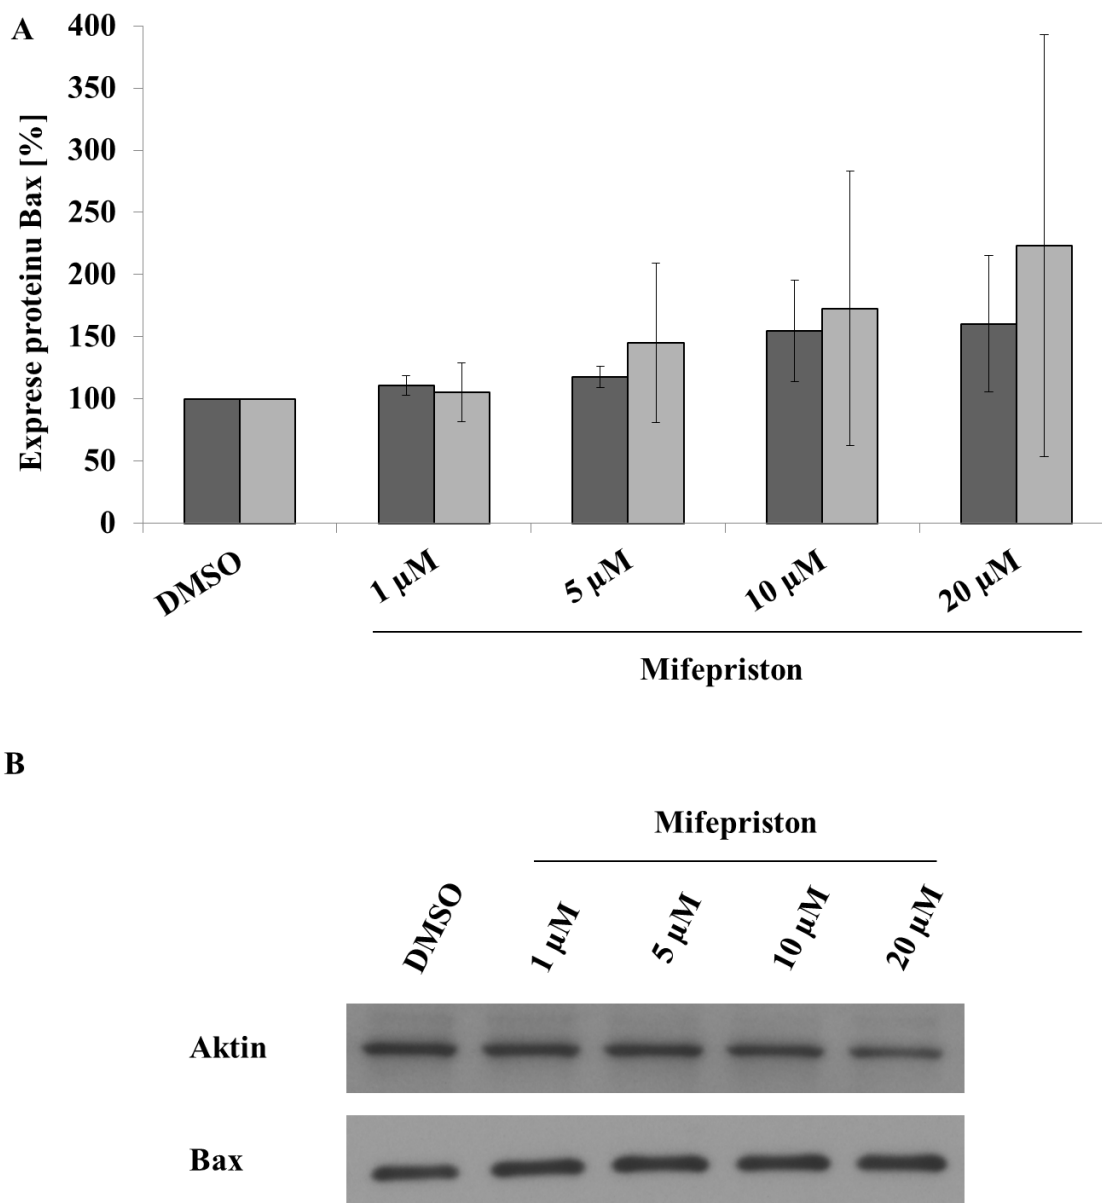 A
Exprese proteinu Bax [%]
400
350
300
250
200
150
100
50
0
DMSO
1 µM
5 µM
10 µM
20 µM
Mifepriston
B
Mifepriston
DMSO
1 µM
5 µM
10 µM
20 µM
Aktin
Bax